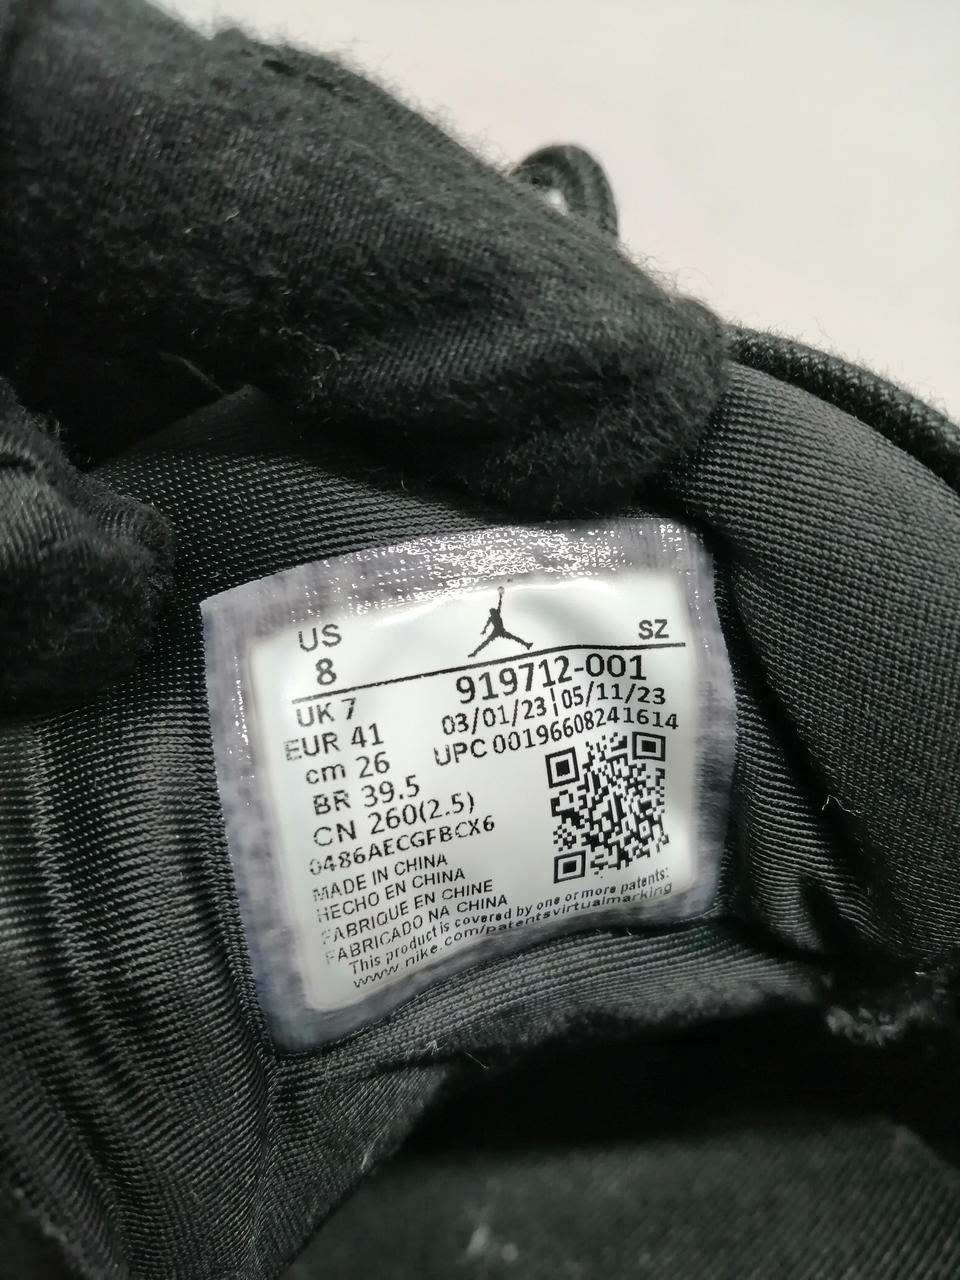 US
8
SZ
919712-001
UK 7
03/01/23 | 05/11/23
EUR 41
UPC 00196608241614
cm 26
BR 39.5
CN 260(2.5)
0486AECGFBCX6
MADE IN CHINA
HECHO EN CHINA
FABRIQUE EN CHINE
FABRICADO NA CHINA
This product is covered by one or more patents:
www.nike.com/patentsvirtualmarking